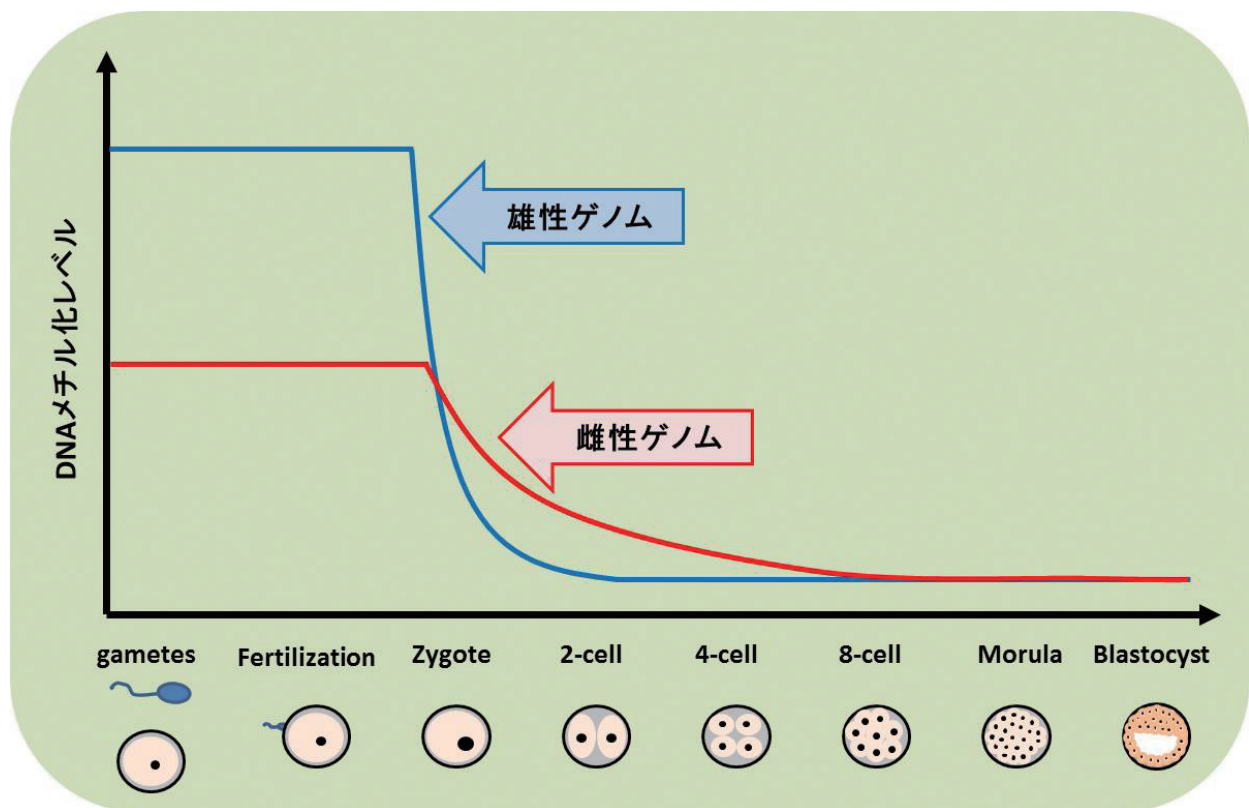 DNAメチル化レベル
雄性ゲノム
雌性ゲノム
gametes
Fertilization
Zygote
2-cell
4-cell
8-cell
Morula
Blastocyst